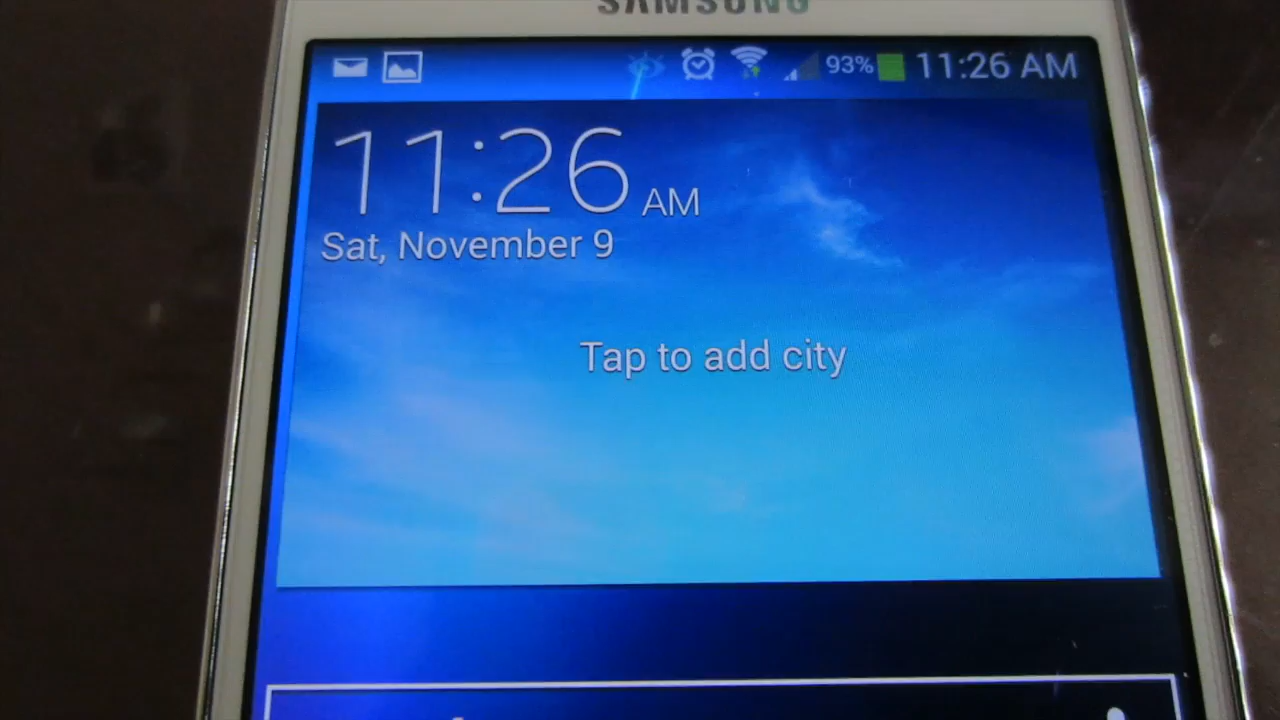 SAMSUNG
93% 11:26 AM
11:26 AM
Sat, November 9
Tap to add city